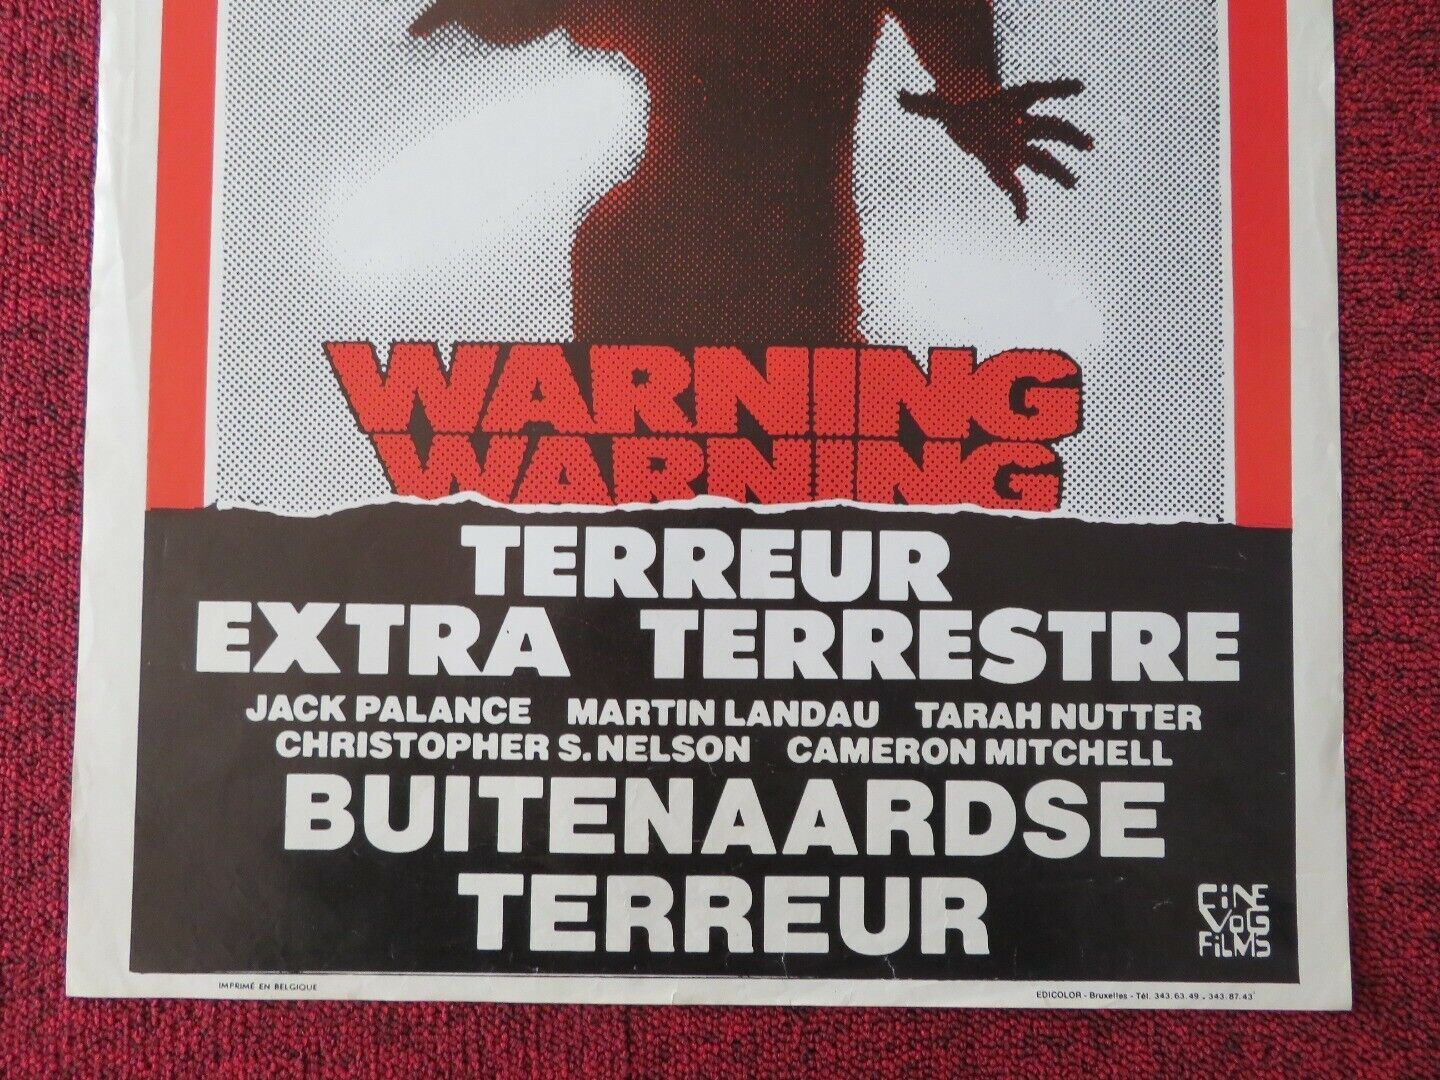 WARNING
WARNING
TERREUR
EXTRA TERRESTRE
JACK PALANCE MARTIN LANDAU TARAH NUTTER
CHRISTOPHER S. NELSON CAMERON MITCHELL
BUITENAARDSE
TERREUR
CiNE
VOG
FiLMS
IMPRIMÉ EN BELGIQUE
EDICOLOR - Bruxelles - Tél. 343.63.49 - 343.87.43